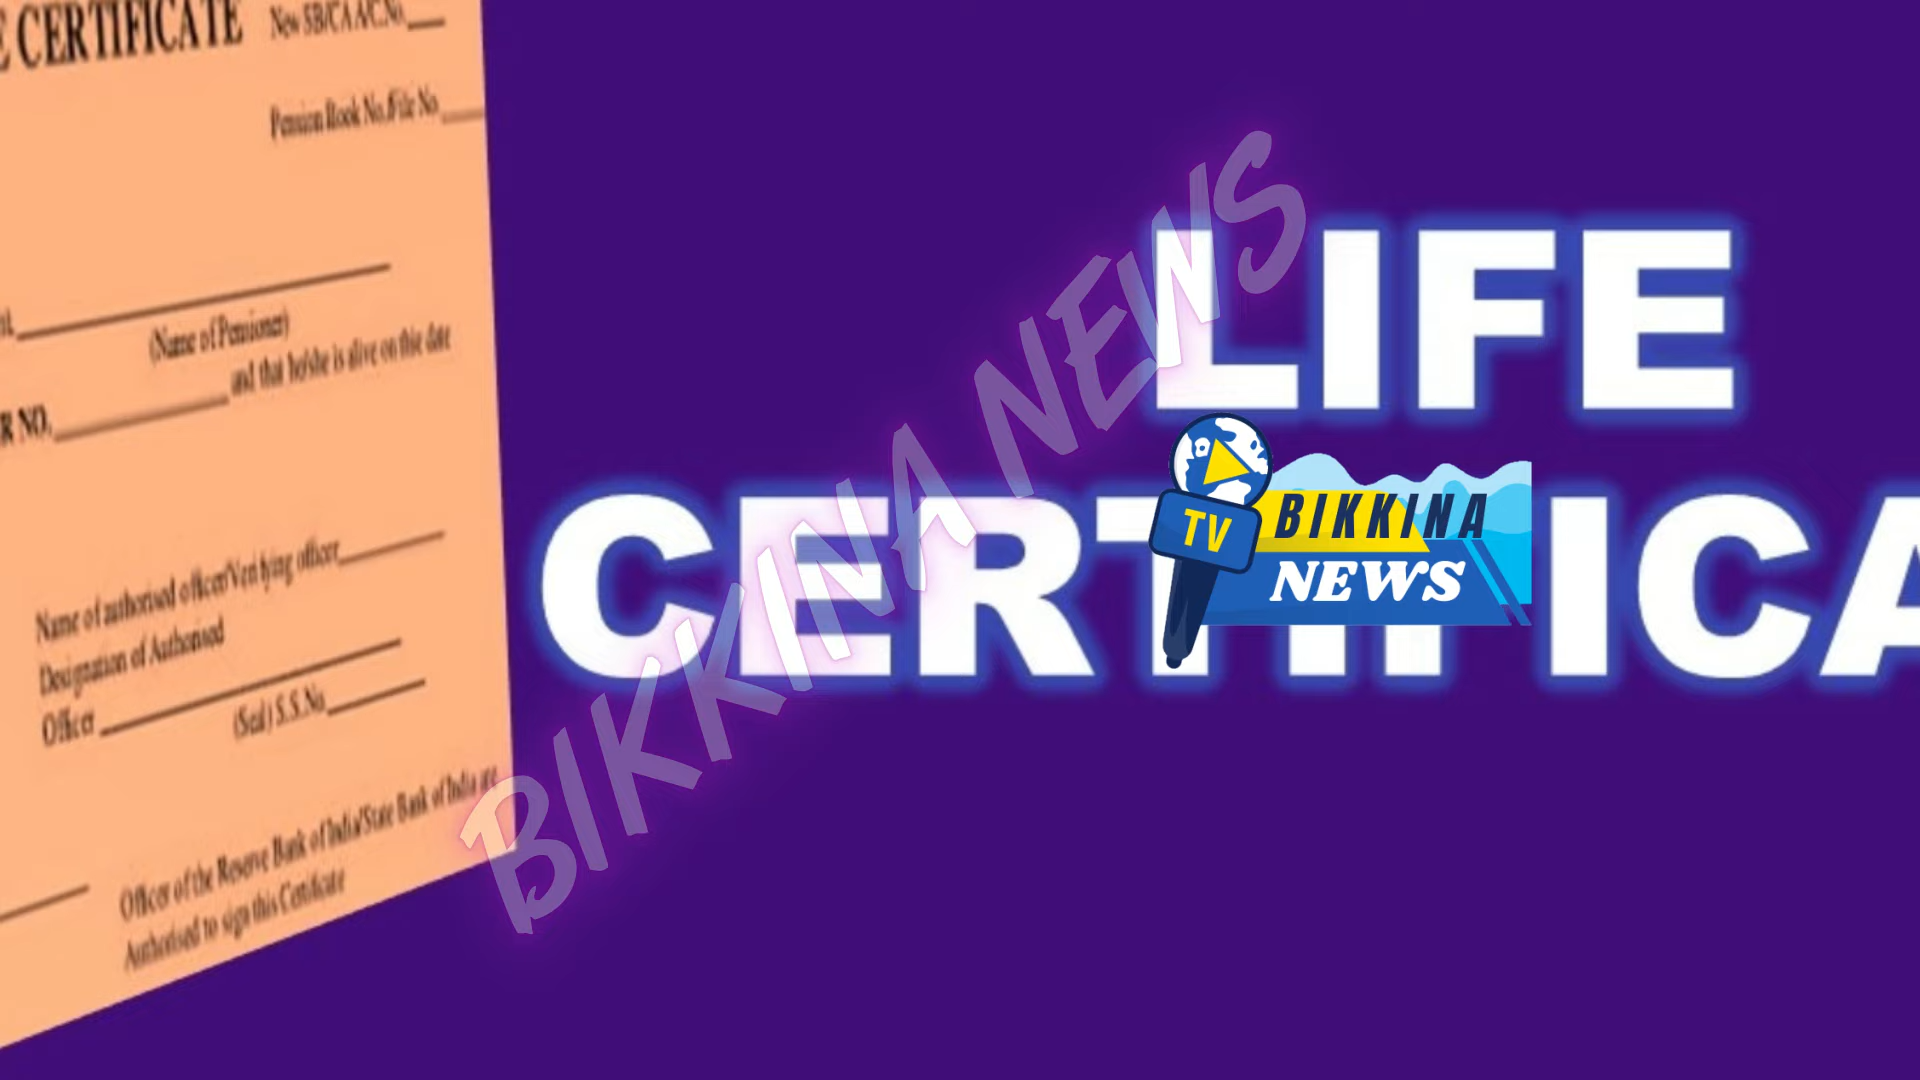 E CERTIFICATE
New SB/CA A/C.No.
Pension Book No./File No.
(Name of Pensioner)
and that he/she is alive on this date
R NO.
Name of authorised officer/Verifying officer
Designation of Authorised
Officer
(Seal) S.S.No.
Officer of the Reserve Bank of India/State Bank of India are
Authorised to sign this Certificate
LIFE
CERTIFICA
TV
BIKKINA
NEWS
BIKKINA NEWS